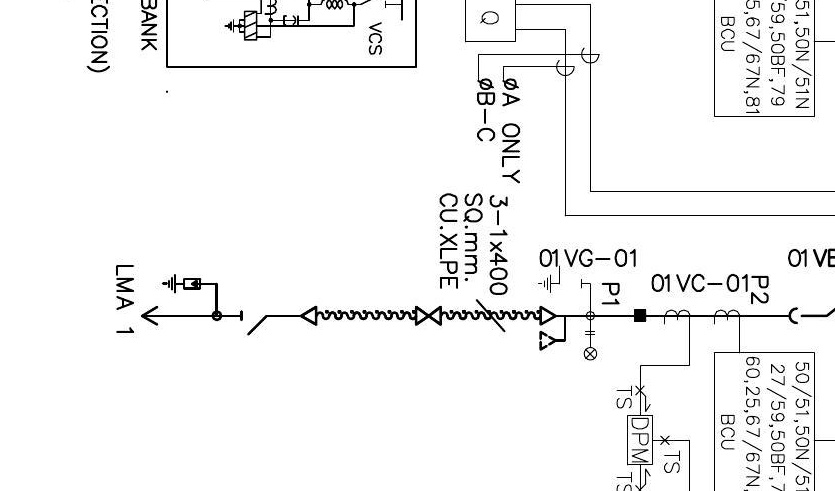 ECTION)
BANK
VCS
Q
51,50N/51N
/59,50BF,79
5,67/67N,81
BCU
ØA ONLY
ØB-C
3-1x400
SQ.mm.
CU.XLPE
01VG-01
P1
01VC-01
P2
01VB
LMA 1
TS
DPM
TS
TS
50/51,50N/51
27/59,50BF,7
60,25,67/67N,
BCU